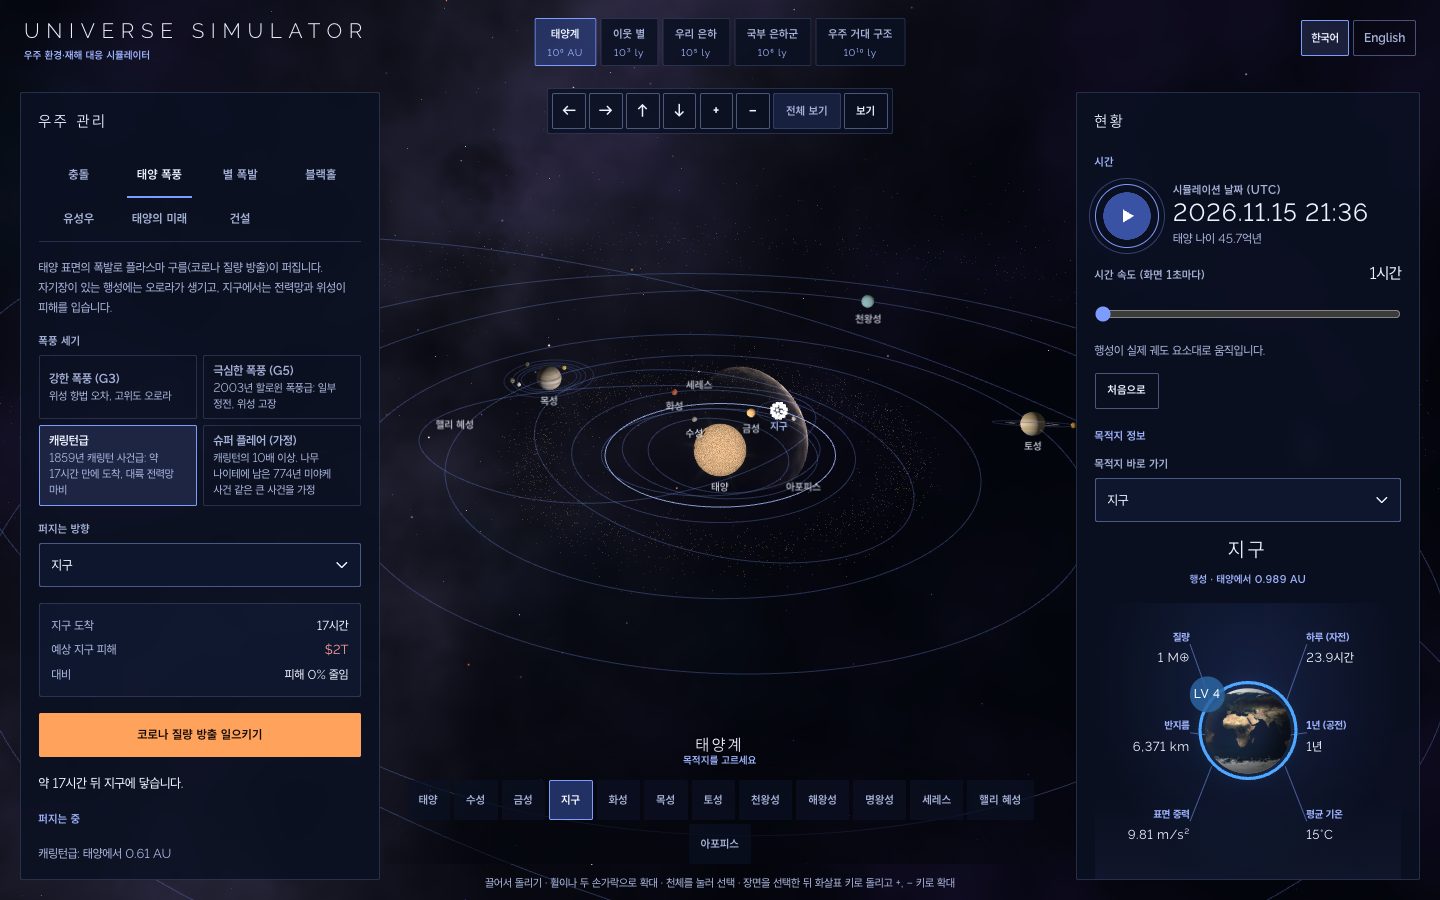 UNIVERSE SIMULATOR
우주 환경·재해 대응 시뮬레이터
태양계
10⁰ AU
이웃 별
10³ ly
우리 은하
10⁵ ly
국부 은하군
10⁶ ly
우주 거대 구조
10¹⁰ ly
한국어
English
← → ↑ ↓ + −
전체 보기
보기
우주 관리
충돌
태양 폭풍
별 폭발
블랙홀
유성우
태양의 미래
건설
태양 표면의 폭발로 플라스마 구름(코로나 질량 방출)이 퍼집니다.
자기장이 있는 행성에는 오로라가 생기고, 지구에서는 전력망과 위성이
피해를 입습니다.
폭풍 세기
강한 폭풍 (G3)
위성 항법 오차, 고위도 오로라
극심한 폭풍 (G5)
2003년 핼러윈 폭풍급: 일부
정전, 위성 고장
캐링턴급
1859년 캐링턴 사건급: 약
17시간 만에 도착, 대륙 전력망
마비
슈퍼 플레어 (가정)
캐링턴의 10배 이상. 나무
나이테에 남은 774년 미야케
사건 같은 큰 사건을 가정
퍼지는 방향
지구
지구 도착
17시간
예상 지구 피해
$2T
대비
피해 0% 줄임
코로나 질량 방출 일으키기
약 17시간 뒤 지구에 닿습니다.
퍼지는 중
캐링턴급: 태양에서 0.61 AU
천왕성
목성
세레스
화성
핼리 혜성
수성
금성
지구
토성
태양
아포피스
태양계
목적지를 고르세요
태양
수성
금성
지구
화성
목성
토성
천왕성
해왕성
명왕성
세레스
핼리 혜성
아포피스
끌어서 돌리기 · 휠이나 두 손가락으로 확대 · 천체를 눌러 선택 · 장면을 선택한 뒤 화살표 키로 돌리고 +, − 키로 확대
현황
시간
시뮬레이션 날짜 (UTC)
2026.11.15 21:36
태양 나이 45.7억년
시간 속도 (화면 1초마다)
1시간
행성이 실제 궤도 요소대로 움직입니다.
처음으로
목적지 정보
목적지 바로 가기
지구
지구
행성 · 태양에서 0.989 AU
질량
1 M⊕
하루 (자전)
23.9시간
LV 4
반지름
6,371 km
1년 (공전)
1년
표면 중력
9.81 m/s²
평균 기온
15°C